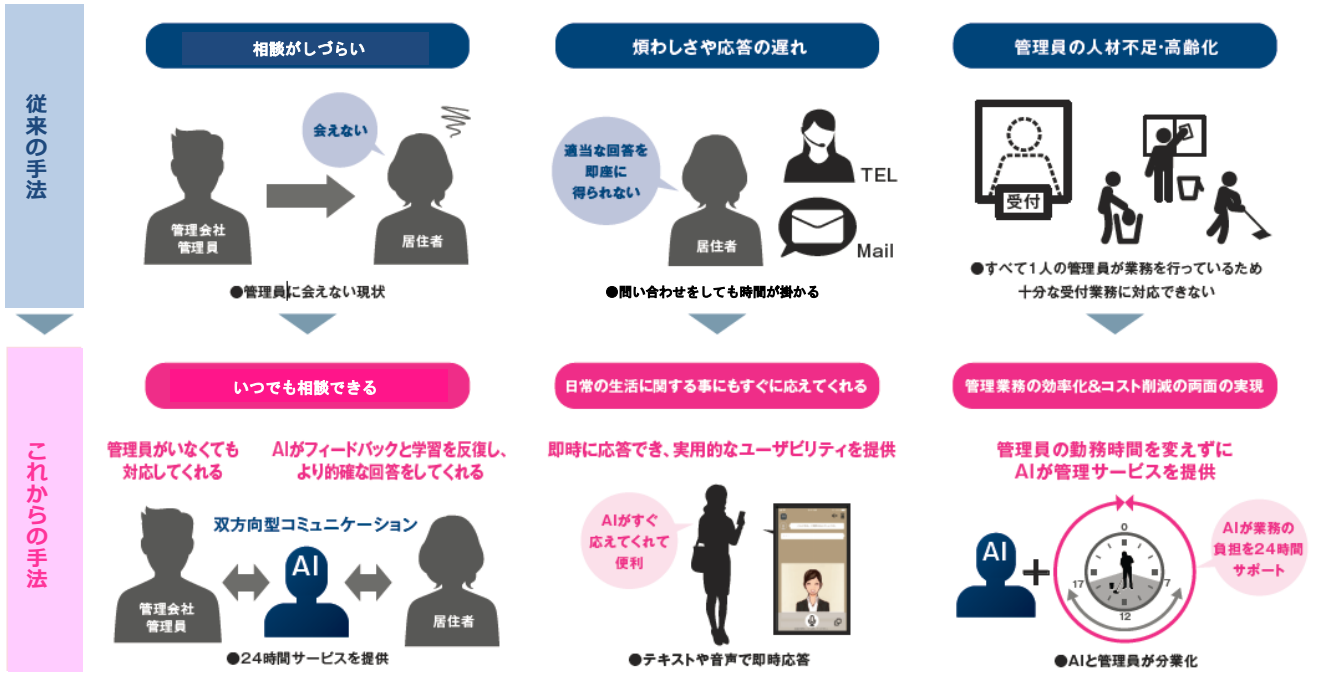 従来の手法
相談がしづらい
会えない
管理会社
管理員
居住者
●管理員に会えない現状
煩わしさや応答の遅れ
適当な回答を
即座に
得られない
居住者
TEL
Mail
●問い合わせをしても時間が掛かる
管理員の人材不足・高齢化
受付
●すべて1人の管理員が業務を行っているため
十分な受付業務に対応できない
これからの手法
いつでも相談できる
管理員がいなくても
対応してくれる
AIがフィードバックと学習を反復し、
より的確な回答をしてくれる
双方向型コミュニケーション
AI
管理会社
管理員
居住者
●24時間サービスを提供
日常の生活に関する事にもすぐに応えてくれる
即時に応答でき、実用的なユーザビリティを提供
AIがすぐ
応えてくれて
便利
●テキストや音声で即時応答
管理業務の効率化&コスト削減の両面の実現
管理員の勤務時間を変えずに
AIが管理サービスを提供
AI
0
7
12
17
AIが業務の
負担を24時間
サポート
●AIと管理員が分業化